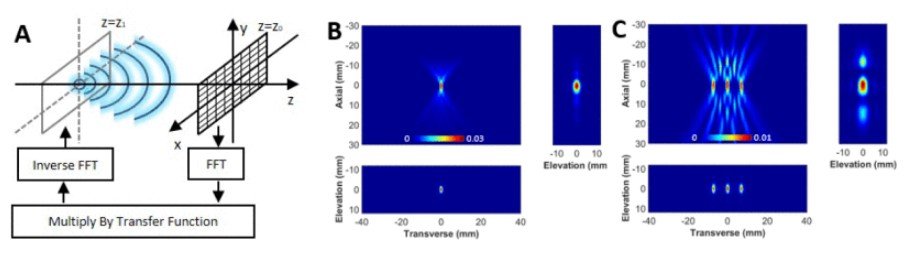 A
z=z₁
y
z=z₀
z
x
Inverse FFT
FFT
Multiply By Transfer Function
B
-30
-20
-10
0
10
20
30
Axial (mm)
0
0.03
-10 0 10
Elevation (mm
-10
0
10
Elevation (mm)
-40 -20 0 20 40
Transverse (mm)
C
-30
-20
-10
0
10
20
30
Axial (mm)
0
0.01
-10 0 10
Elevation (mm)
-10
0
10
Elevation (mm)
-40 -20 0 20 40
Transverse (mm)